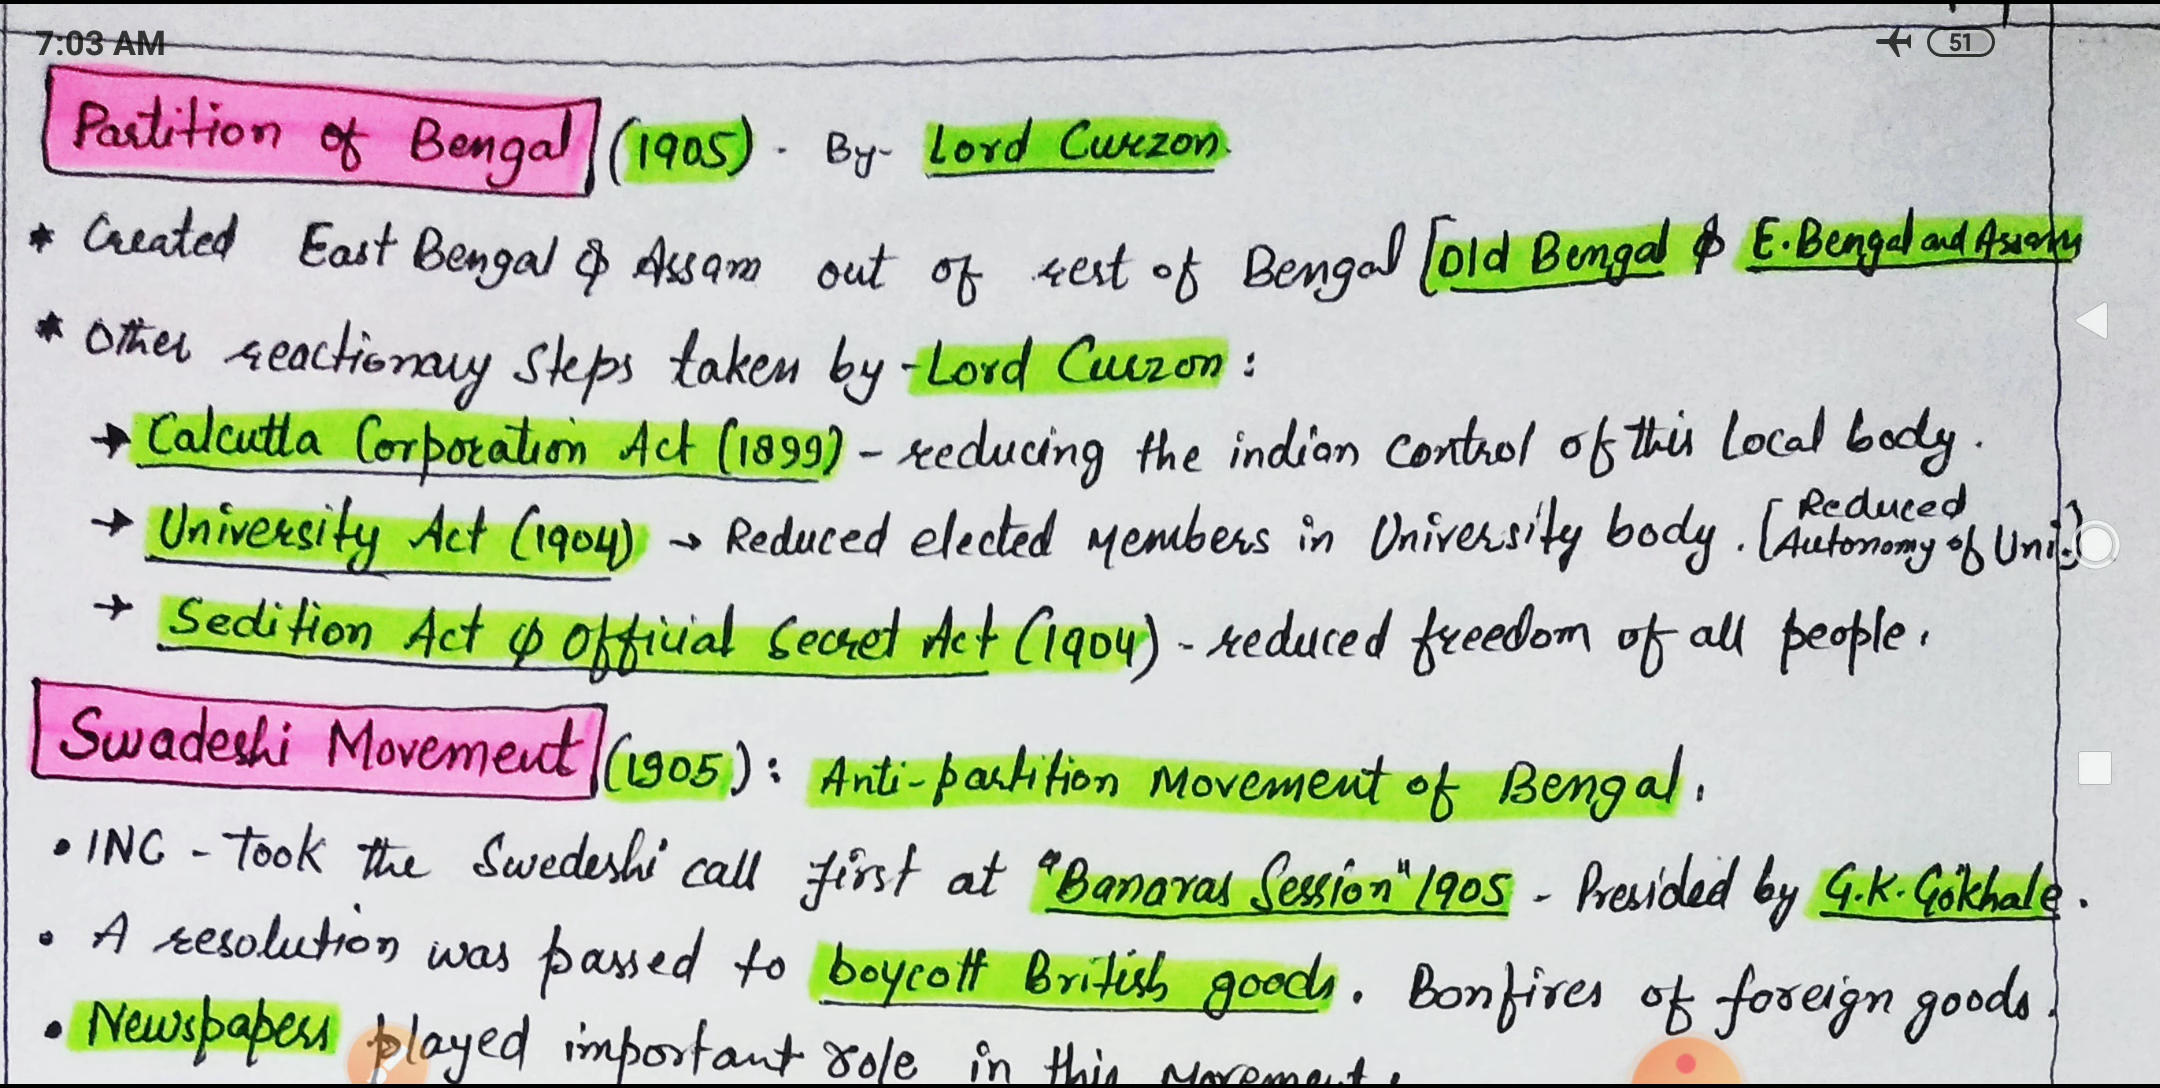 7:03 AM
51
Partition of Bengal (1905) . By- Lord Curzon.
* Created East Bengal & Assam out of rest of Bengal [Old Bengal & E.Bengal and Assam
* Other reactionary Steps taken by - Lord Curzon :
→ Calcutta Corporation Act (1899) - reducing the indian control of this local body.
→ University Act (1904) → Reduced elected Members in University body. [Reduced Autonomy of Uni.]
→ Sedition Act & Official Secret Act (1904) - reduced freedom of all people.
Swadeshi Movement (1905) : Anti-partition Movement of Bengal.
• INC - Took the Swedeshi call first at "Banaras Session" 1905 - Presided by G.K. Gokhale.
• A resolution was passed to boycott British goods. Bonfires of foreign goods.
• Newspapers played important role in this Movement.